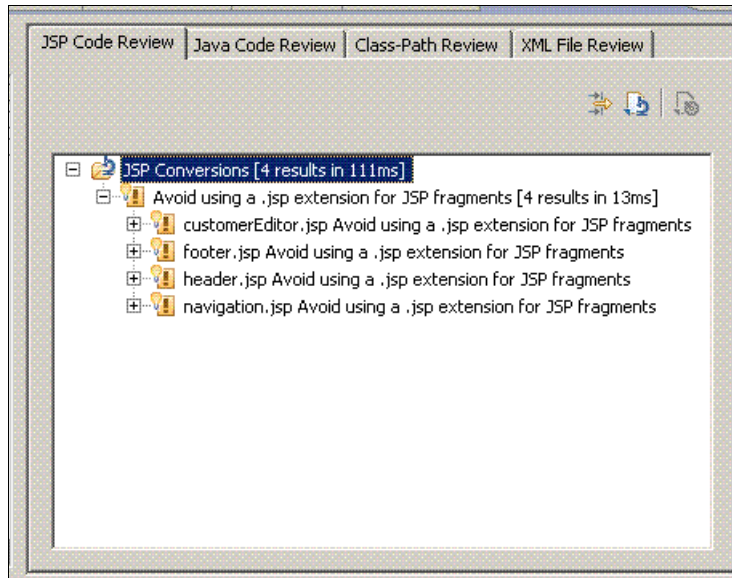 JSP Code Review Java Code Review Class-Path Review XML File Review
JSP Conversions [4 results in 111ms]
Avoid using a .jsp extension for JSP fragments [4 results in 13ms]
customerEditor.jsp Avoid using a .jsp extension for JSP fragments
footer.jsp Avoid using a .jsp extension for JSP fragments
header.jsp Avoid using a .jsp extension for JSP fragments
navigation.jsp Avoid using a .jsp extension for JSP fragments